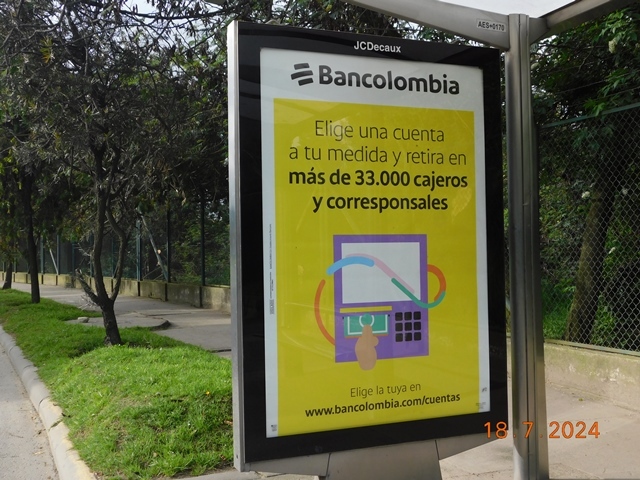 AES-0170
JCDecaux
Bancolombia
Elige una cuenta
a tu medida y retira en
más de 33.000 cajeros
y corresponsales
Elige la tuya en
www.bancolombia.com/cuentas
18.7.2024